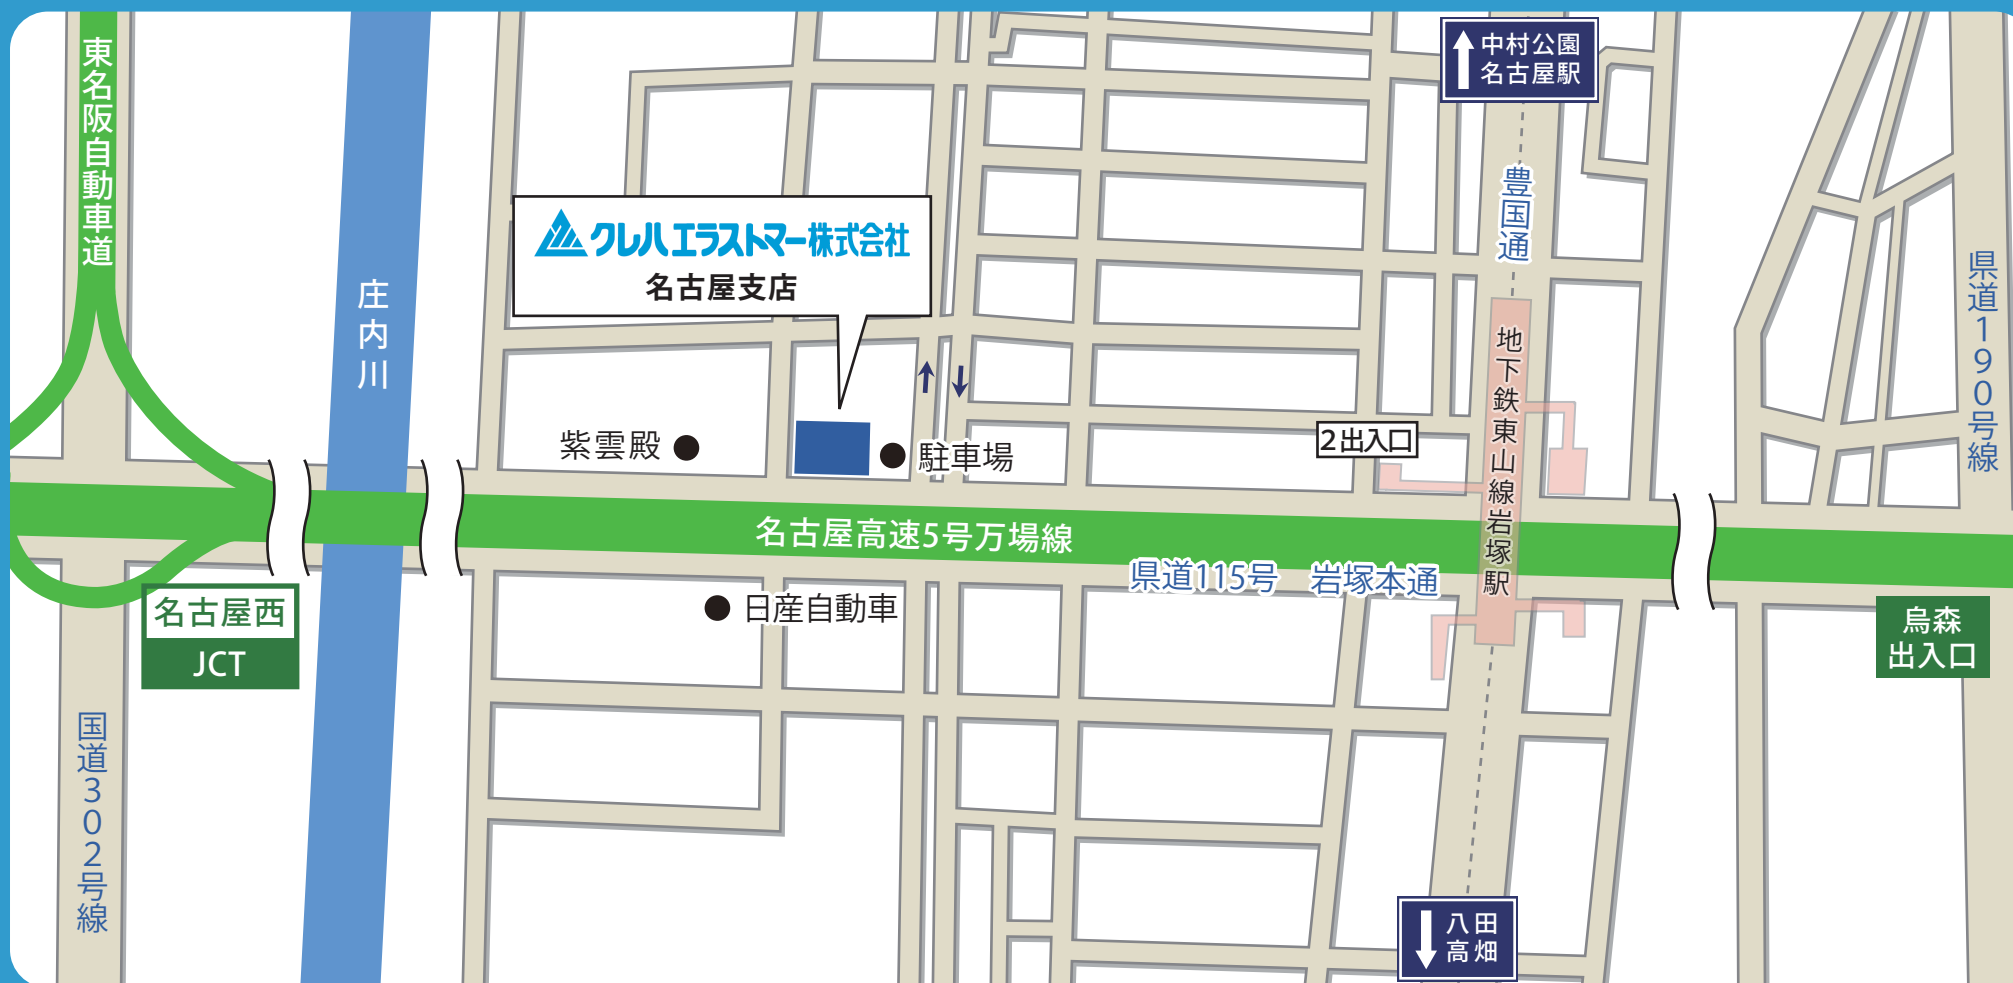 東名阪自動車道
庄内川
クレハエラストマー株式会社
名古屋支店
中村公園
名古屋駅
豊国通
県道190号線
地下鉄東山線岩塚駅
2出入口
紫雲殿
駐車場
名古屋高速5号万場線
県道115号 岩塚本通
日産自動車
名古屋西
JCT
烏森
出入口
国道302号線
八田
高畑